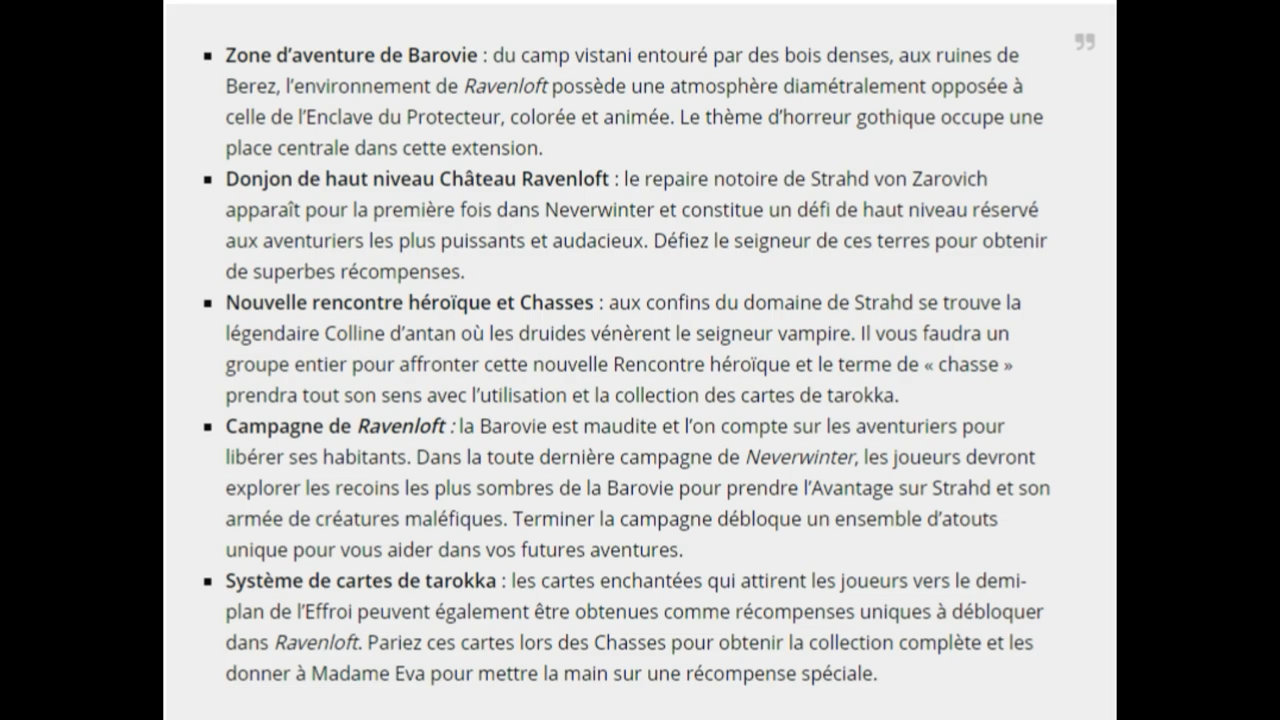 ▪ Zone d’aventure de Barovie : du camp vistani entouré par des bois denses, aux ruines de
Berez, l’environnement de Ravenloft possède une atmosphère diamétralement opposée à
celle de l’Enclave du Protecteur, colorée et animée. Le thème d’horreur gothique occupe une
place centrale dans cette extension.
▪ Donjon de haut niveau Château Ravenloft : le repaire notoire de Strahd von Zarovich
apparaît pour la première fois dans Neverwinter et constitue un défi de haut niveau réservé
aux aventuriers les plus puissants et audacieux. Défiez le seigneur de ces terres pour obtenir
de superbes récompenses.
▪ Nouvelle rencontre héroïque et Chasses : aux confins du domaine de Strahd se trouve la
légendaire Colline d’antan où les druides vénèrent le seigneur vampire. Il vous faudra un
groupe entier pour affronter cette nouvelle Rencontre héroïque et le terme de « chasse »
prendra tout son sens avec l’utilisation et la collection des cartes de tarokka.
▪ Campagne de Ravenloft : la Barovie est maudite et l’on compte sur les aventuriers pour
libérer ses habitants. Dans la toute dernière campagne de Neverwinter, les joueurs devront
explorer les recoins les plus sombres de la Barovie pour prendre l’Avantage sur Strahd et son
armée de créatures maléfiques. Terminer la campagne débloque un ensemble d’atouts
unique pour vous aider dans vos futures aventures.
▪ Système de cartes de tarokka : les cartes enchantées qui attirent les joueurs vers le demi-
plan de l’Effroi peuvent également être obtenues comme récompenses uniques à débloquer
dans Ravenloft. Pariez ces cartes lors des Chasses pour obtenir la collection complète et les
donner à Madame Eva pour mettre la main sur une récompense spéciale.